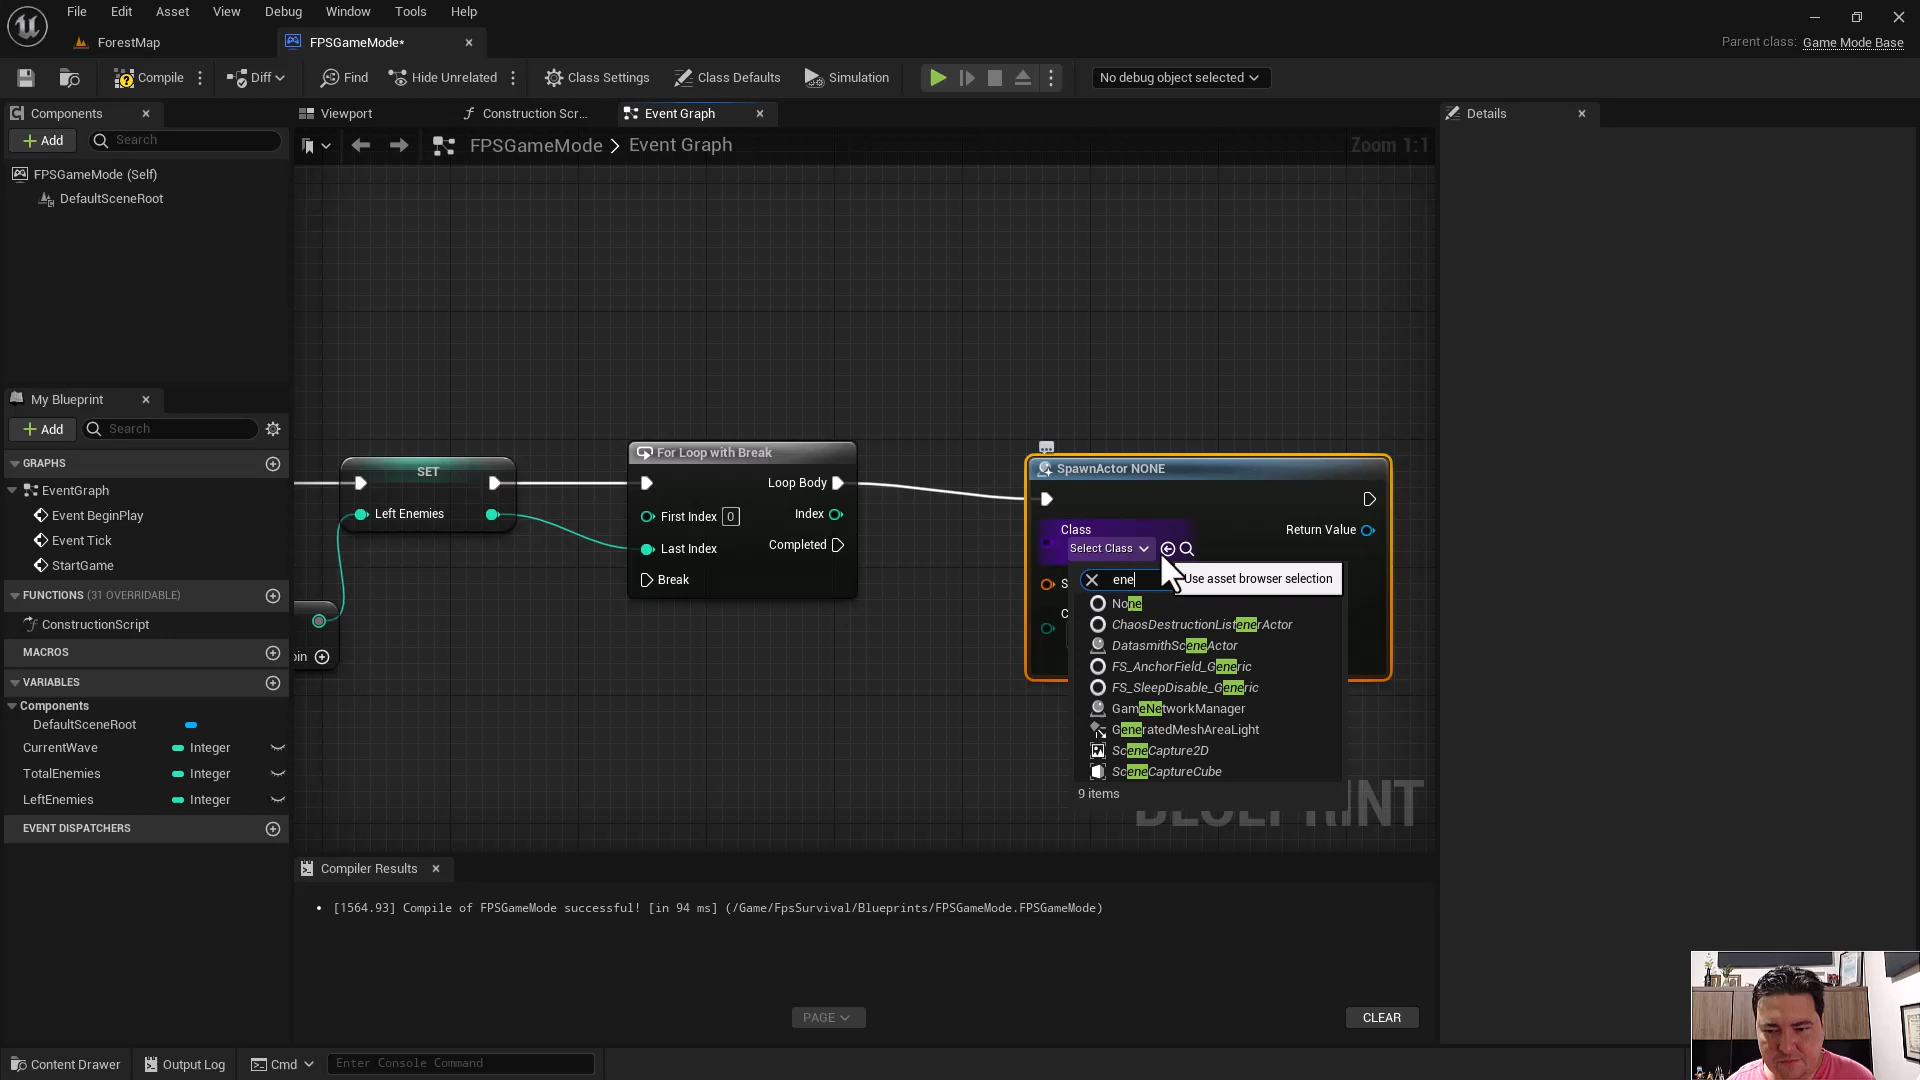 File Edit Asset View Debug Window Tools Help
ForestMap
FPSGameMode*
Parent class: Game Mode Base
Compile
Diff
Find
Hide Unrelated
Class Settings
Class Defaults
Simulation
No debug object selected
Components
Add
Search
FPSGameMode (Self)
DefaultSceneRoot
My Blueprint
Add
Search
GRAPHS
EventGraph
Event BeginPlay
Event Tick
StartGame
FUNCTIONS (31 OVERRIDABLE)
ConstructionScript
MACROS
VARIABLES
Components
DefaultSceneRoot
CurrentWave Integer
TotalEnemies Integer
LeftEnemies Integer
EVENT DISPATCHERS
Viewport
Construction Scr...
Event Graph
FPSGameMode > Event Graph
Zoom 1:1
SET
Left Enemies
For Loop with Break
Loop Body
First Index 0
Index
Last Index
Completed
Break
SpawnActor NONE
Class
Select Class
Return Value
ene
Use asset browser selection
None
ChaosDestructionListenerActor
DatasmithSceneActor
FS_AnchorField_Generic
FS_SleepDisable_Generic
GameNetworkManager
GeneratedMeshAreaLight
SceneCapture2D
SceneCaptureCube
9 items
Details
Compiler Results
[1564.93] Compile of FPSGameMode successful! [in 94 ms] (/Game/FpsSurvival/Blueprints/FPSGameMode.FPSGameMode)
PAGE
CLEAR
Content Drawer
Output Log
Cmd
Enter Console Command